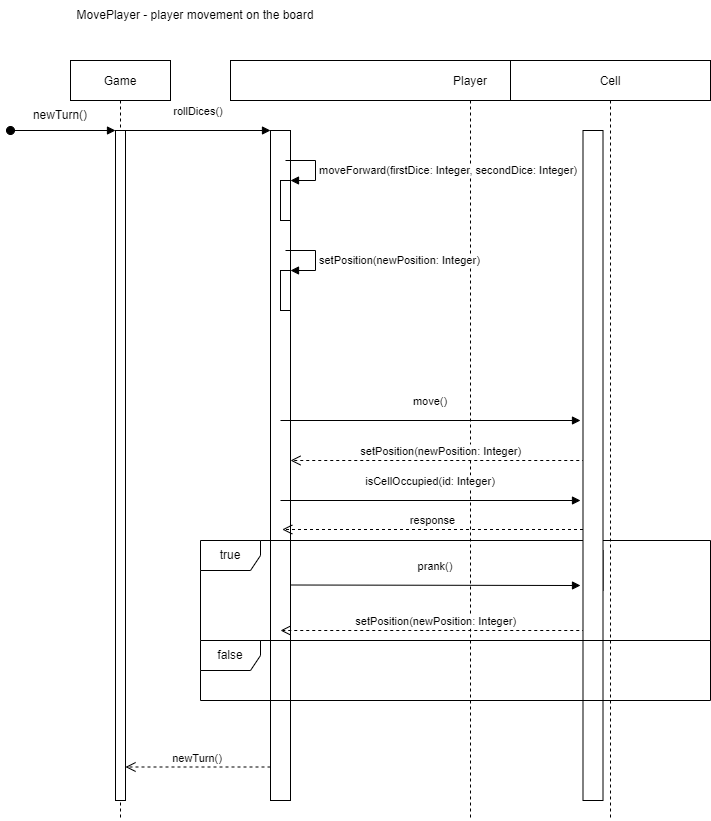 MovePlayer - player movement on the board
Game
Player
Cell
newTurn()
rollDices()
moveForward(firstDice: Integer, secondDice: Integer)
setPosition(newPosition: Integer)
move()
setPosition(newPosition: Integer)
isCellOccupied(id: Integer)
response
true
prank()
setPosition(newPosition: Integer)
false
newTurn()